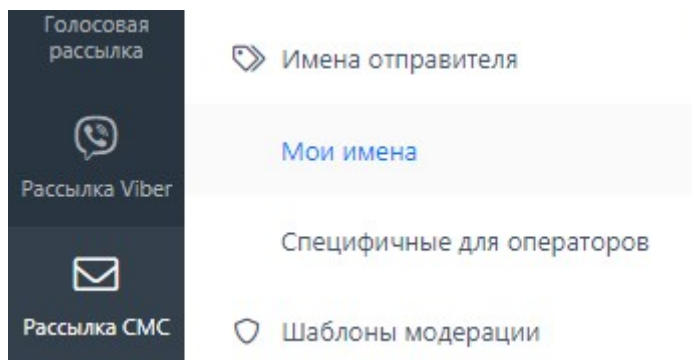 Голосовая
рассылка
Рассылка Viber
Рассылка СМС
Имена отправителя
Мои имена
Специфичные для операторов
Шаблоны модерации